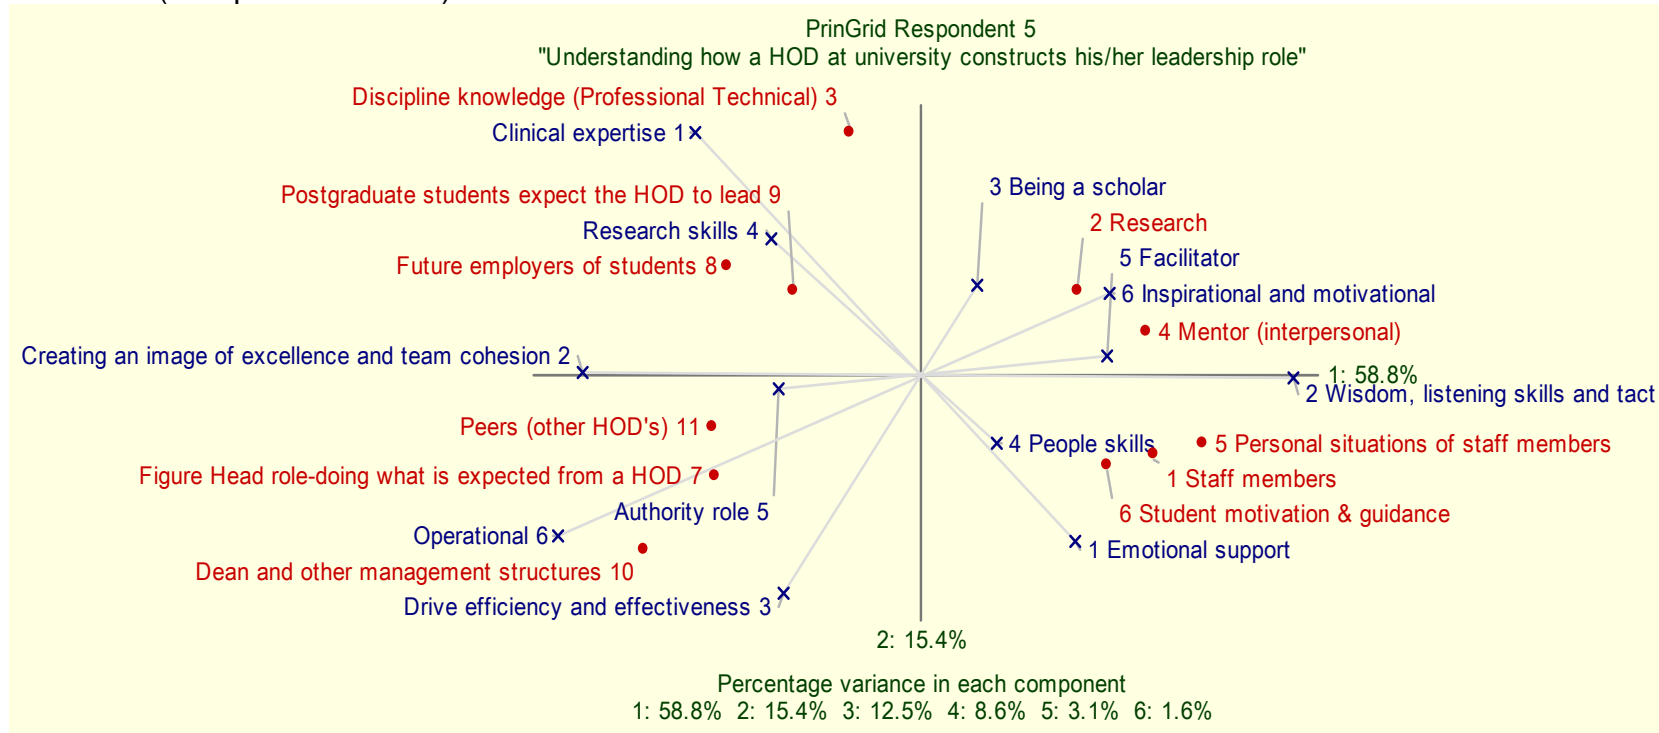 PrinGrid Respondent 5
"Understanding how a HOD at university constructs his/her leadership role"
Discipline knowledge (Professional Technical) 3
Clinical expertise 1
3 Being a scholar
Postgraduate students expect the HOD to lead 9
2 Research
Research skills 4
5 Facilitator
Future employers of students 8
6 Inspirational and motivational
4 Mentor (interpersonal)
Creating an image of excellence and team cohesion 2
1: 58.8%
2 Wisdom, listening skills and tact
Peers (other HOD's) 11
4 People skills
5 Personal situations of staff members
Figure Head role-doing what is expected from a HOD 7
1 Staff members
Authority role 5
6 Student motivation & guidance
Operational 6
1 Emotional support
Dean and other management structures 10
Drive efficiency and effectiveness 3
2: 15.4%
Percentage variance in each component
1: 58.8% 2: 15.4% 3: 12.5% 4: 8.6% 5: 3.1% 6: 1.6%